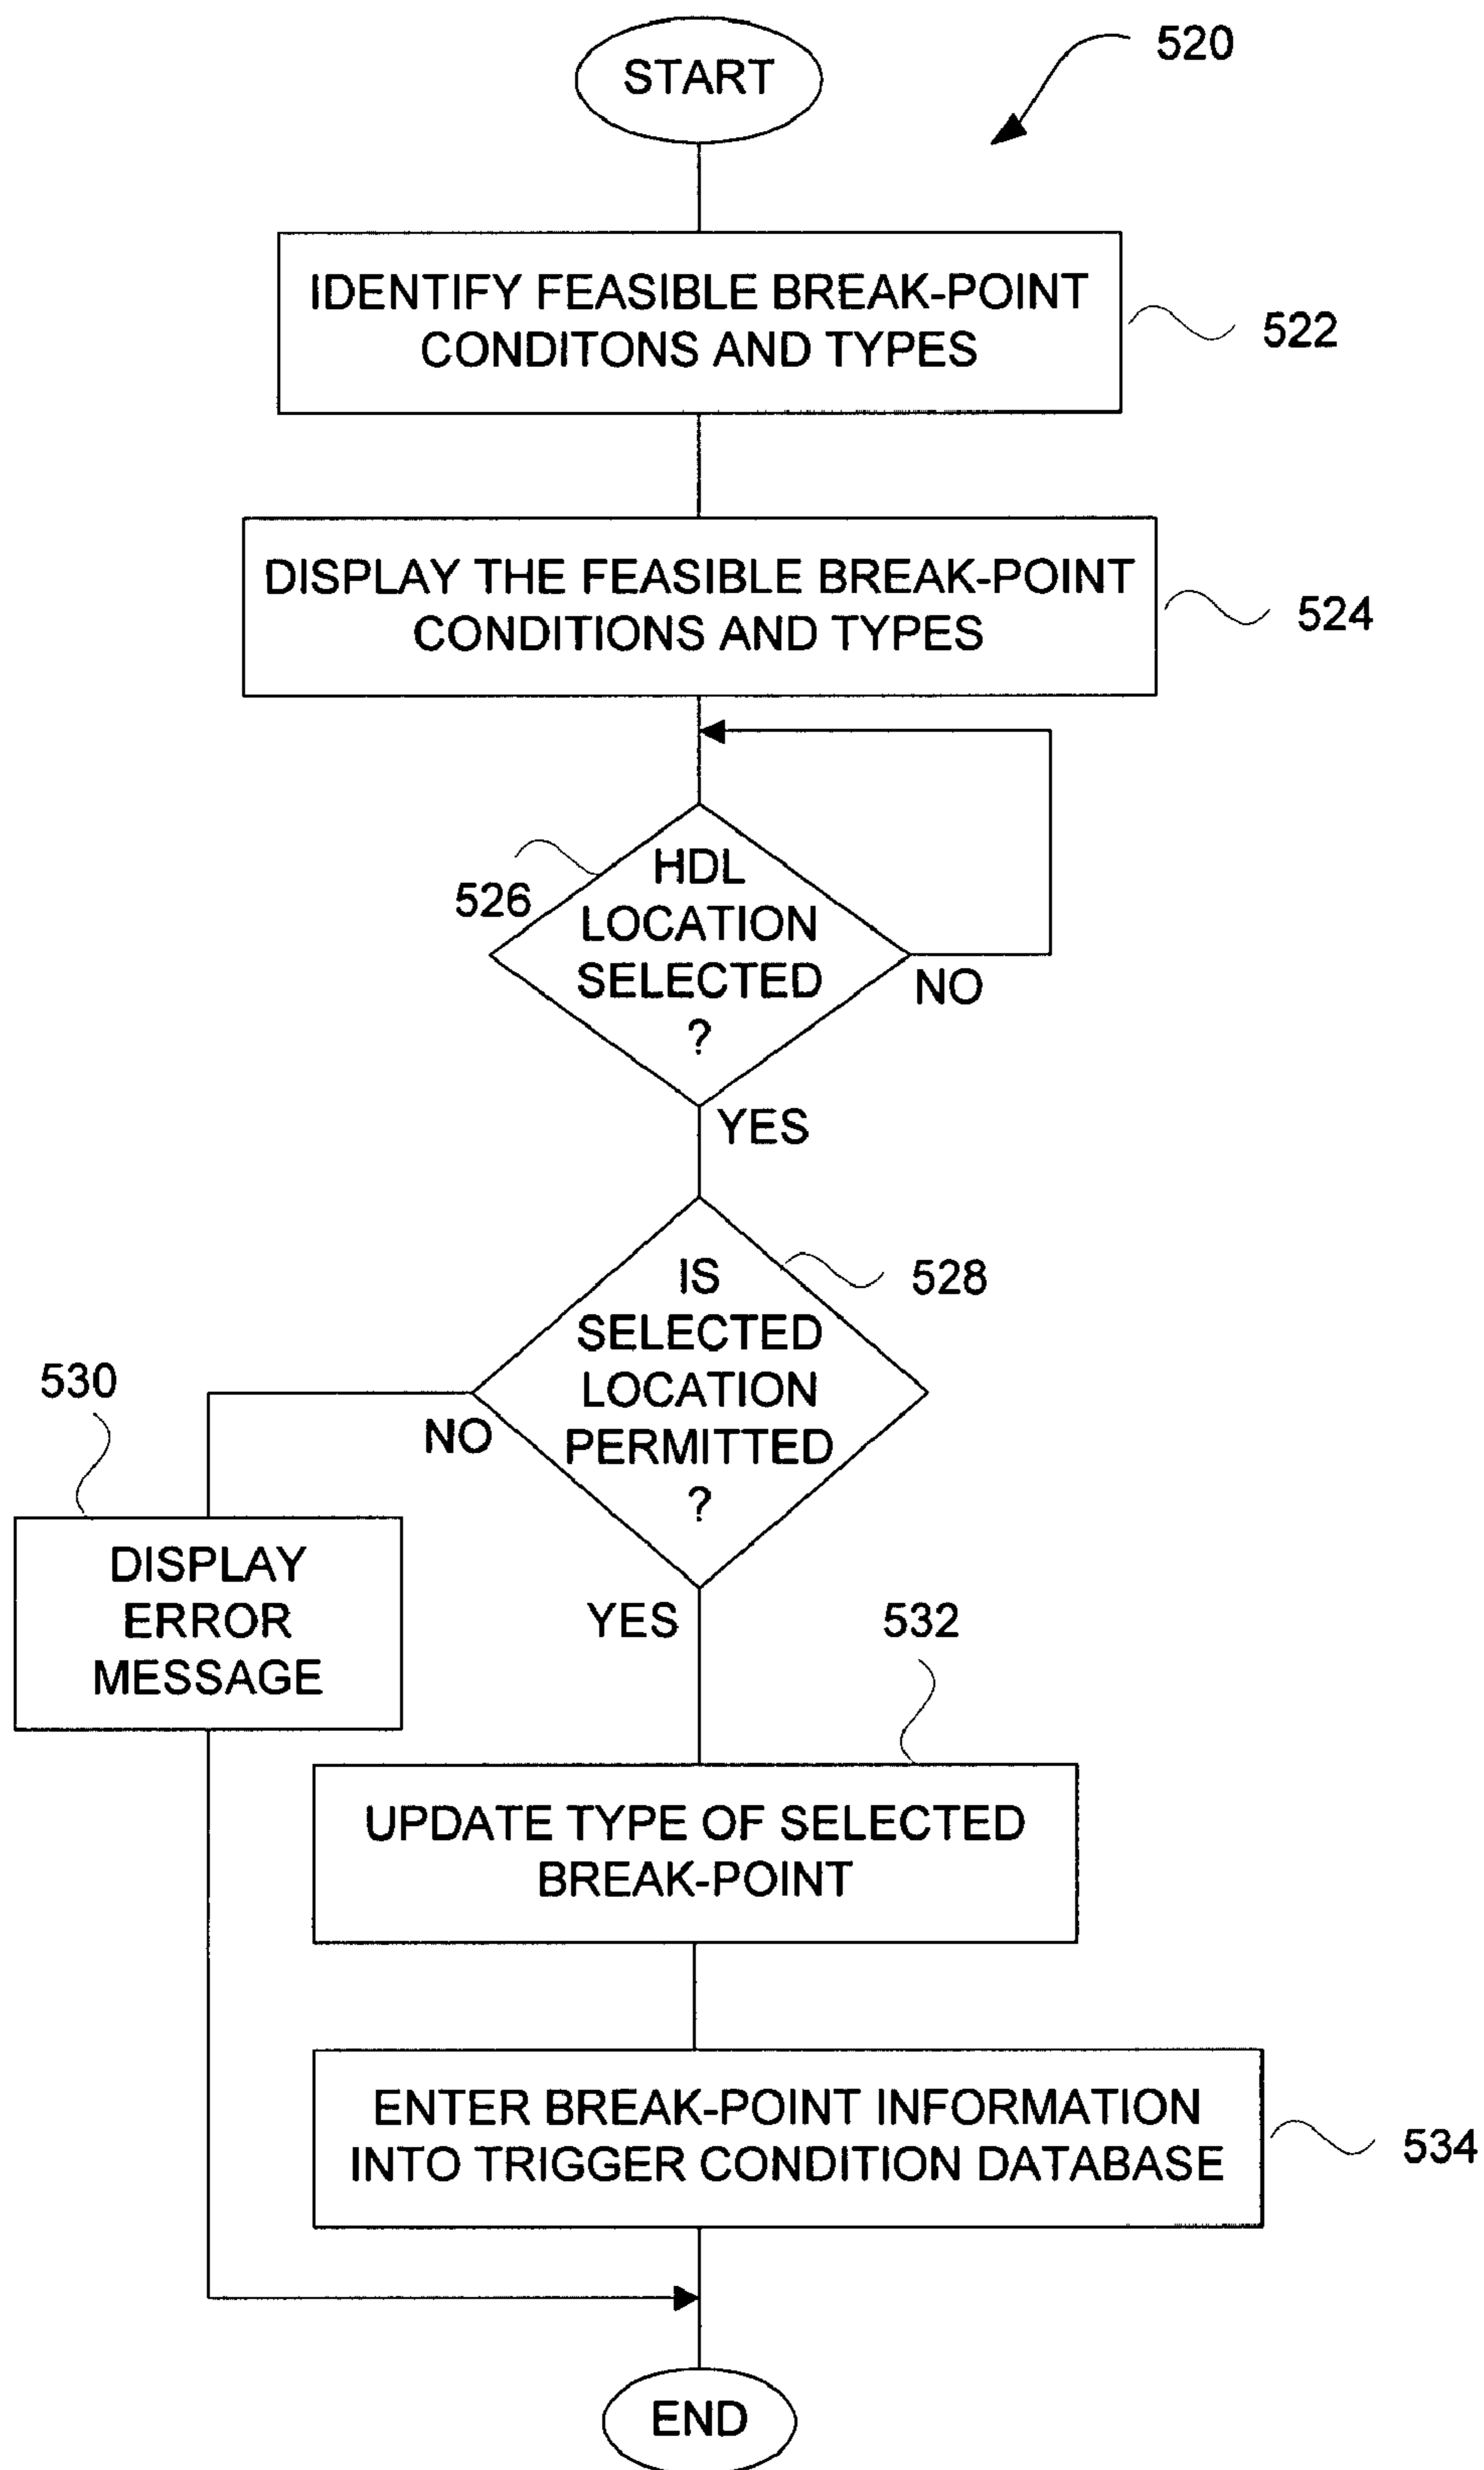 START
520
IDENTIFY FEASIBLE BREAK-POINT
CONDITONS AND TYPES
522
DISPLAY THE FEASIBLE BREAK-POINT
CONDITIONS AND TYPES
524
526
HDL
LOCATION
SELECTED
?
NO
YES
528
IS
SELECTED
LOCATION
PERMITTED
?
NO
530
DISPLAY
ERROR
MESSAGE
YES
532
UPDATE TYPE OF SELECTED
BREAK-POINT
ENTER BREAK-POINT INFORMATION
INTO TRIGGER CONDITION DATABASE
534
END